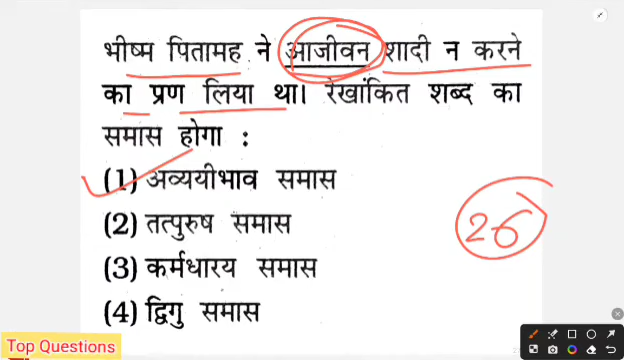 भीष्म पितामह ने आजीवन शादी न करने
का प्रण लिया था। रेखांकित शब्द का
समास होगा :
(1) अव्ययीभाव समास
(2) तत्पुरुष समास
(3) कर्मधारय समास
(4) द्विगु समास
26
Top Questions